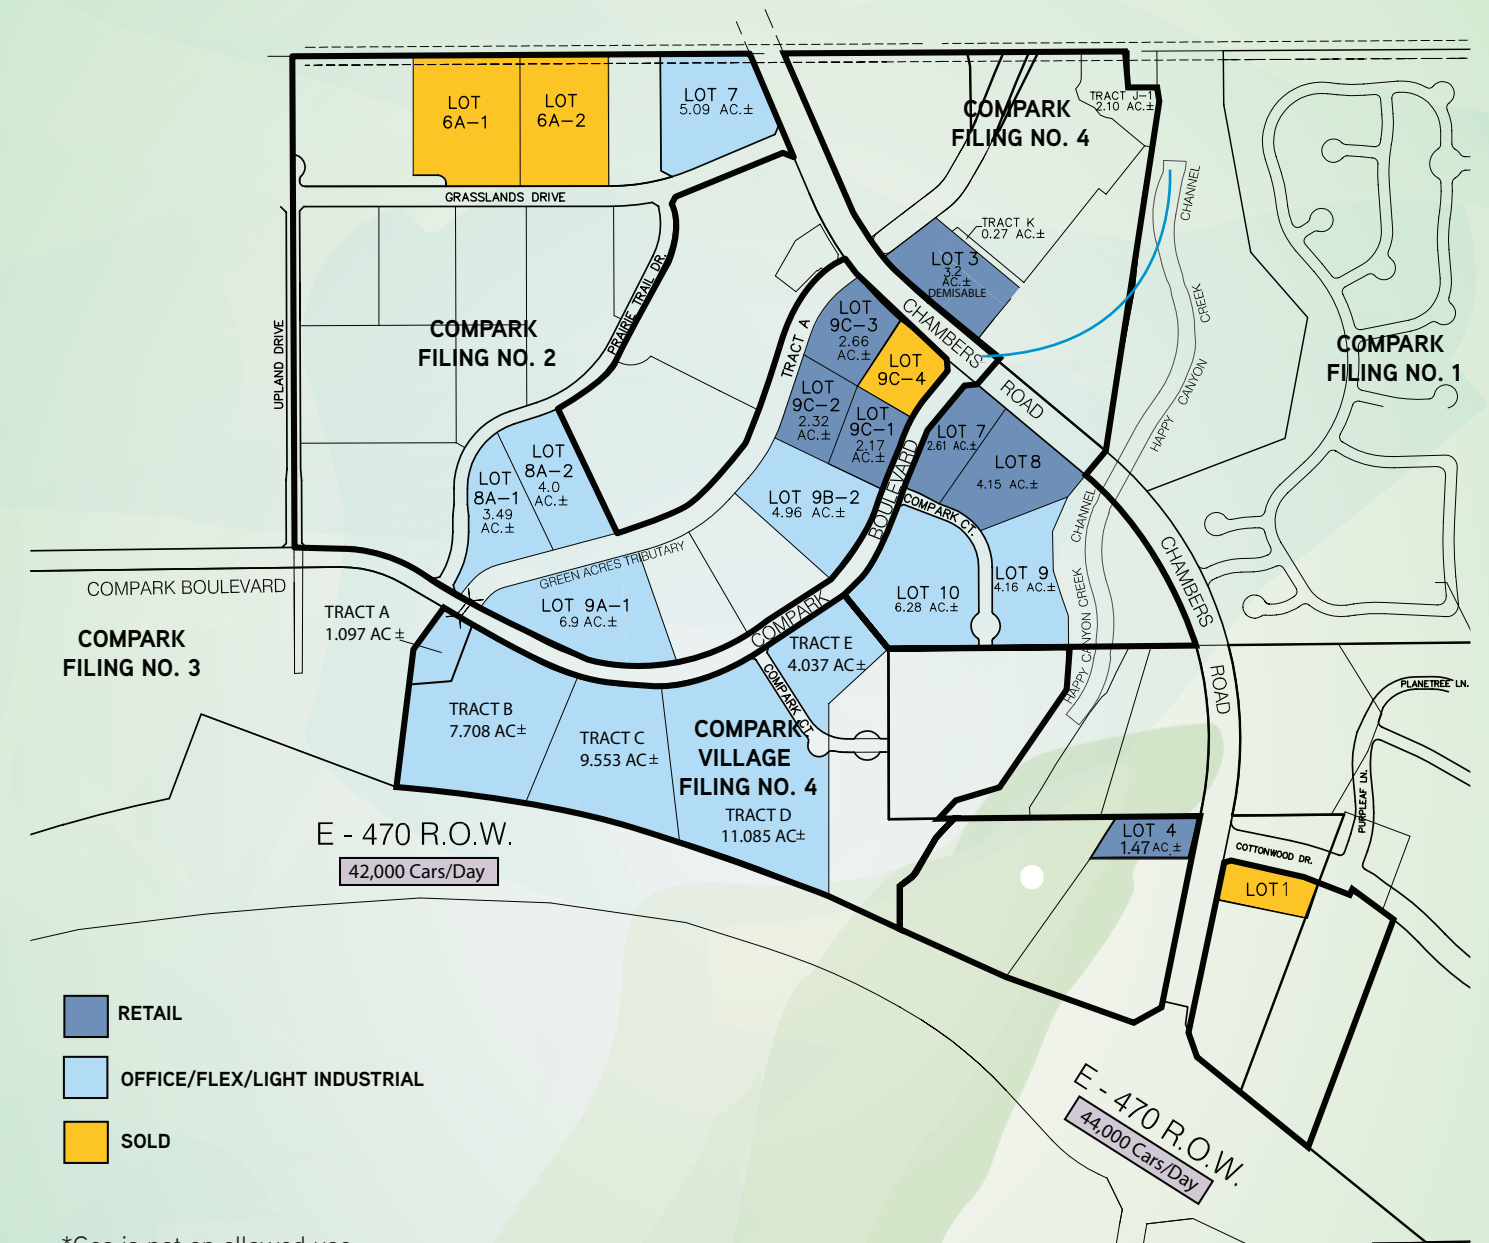 LOT
6A-1
LOT
6A-2
LOT 7
5.09 AC.±
COMPARK
FILING NO. 4
TRACT J-1
2.10 AC.±
GRASSLANDS DRIVE
CHANNEL
CREEK
CANYON
HAPPY
TRACT K
0.27 AC.±
LOT 3
3.2
AC.±
DEMISABLE
PRAIRIE TRAIL DR.
UPLAND DRIVE
COMPARK
FILING NO. 2
TRACT A
LOT
9C-3
2.66
AC.±
CHAMBERS
ROAD
LOT
9C-4
COMPARK
FILING NO. 1
LOT
9C-2
2.32
AC.±
LOT
9C-1
2.17
AC.±
LOT 7
2.61 AC.±
LOT 8
4.15 AC.±
LOT
8A-2
4.0
AC.±
LOT
8A-1
3.49
AC.±
LOT 9B-2
4.96 AC.±
BOULEVARD
COMPARK CT.
CHANNEL
HAPPY CANYON CREEK
CHAMBERS
ROAD
GREEN ACRES TRIBUTARY
LOT 10
6.28 AC.±
LOT 9
4.16 AC.±
COMPARK BOULEVARD
TRACT A
1.097 AC ±
LOT 9A-1
6.9 AC.±
COMPARK
COMPARK
FILING NO. 3
TRACT E
4.037 AC±
COMPARK CT.
PLANETREE LN.
TRACT B
7.708 AC±
TRACT C
9.553 AC ±
COMPARK
VILLAGE
FILING NO. 4
TRACT D
11.085 AC±
PURPLEAF LN.
E - 470 R.O.W.
42,000 Cars/Day
LOT 4
1.47 AC.±
COTTONWOOD DR.
LOT 1
RETAIL
OFFICE/FLEX/LIGHT INDUSTRIAL
SOLD
E - 470 R.O.W.
44,000 Cars/Day